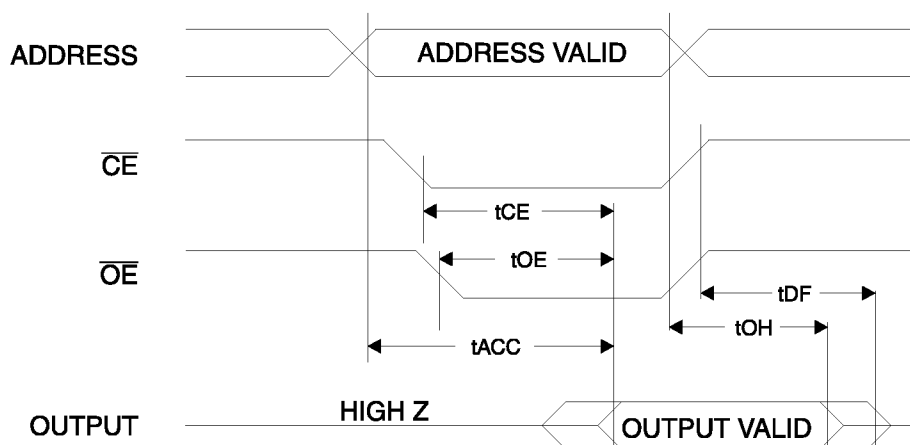 ADDRESS
ADDRESS VALID
CE
tCE
OE
tOE
tDF
tOH
tACC
HIGH Z
OUTPUT
OUTPUT VALID